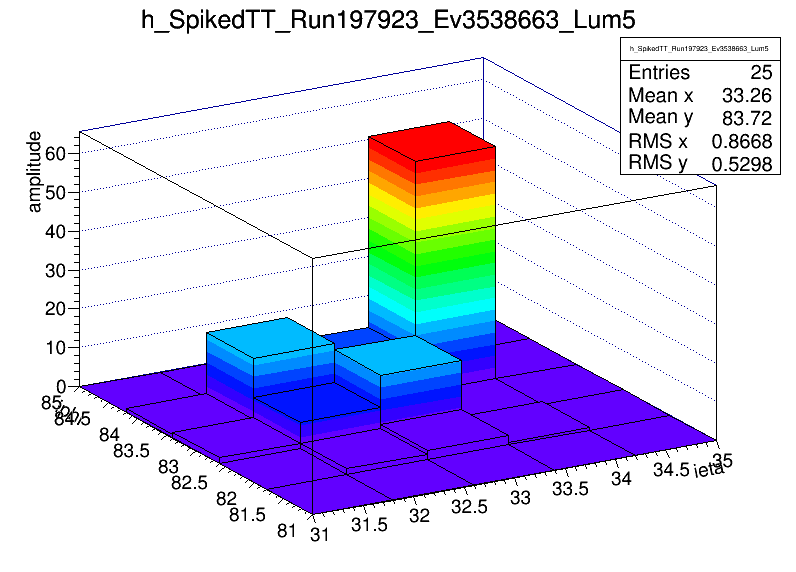 h_SpikedTT_Run197923_Ev3538663_Lum5
h_SpikedTT_Run197923_Ev3538663_Lum5
Entries 25
Mean x 33.26
Mean y 83.72
RMS x 0.8668
RMS y 0.5298
amplitude
60
50
40
30
20
10
0
85
84.5
84
83.5
83
82.5
82
81.5
81
31
31.5
32
32.5
33
33.5
34
34.5
35
ieta